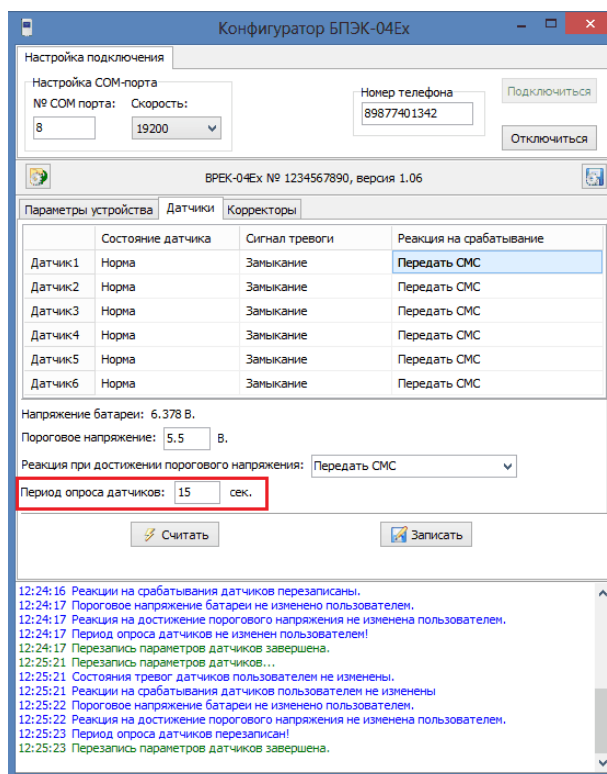 Конфигуратор БПЭК-04Ex
Настройка подключения
Настройка COM-порта
№ COM порта: Скорость:
8 19200
Номер телефона
89877401342
Подключиться
Отключиться
BPEK-04Ex № 1234567890, версия 1.06
Параметры устройства Датчики Корректоры
Состояние датчика Сигнал тревоги Реакция на срабатывание
Датчик1 Норма Замыкание Передать СМС
Датчик2 Норма Замыкание Передать СМС
Датчик3 Норма Замыкание Передать СМС
Датчик4 Норма Замыкание Передать СМС
Датчик5 Норма Замыкание Передать СМС
Датчик6 Норма Замыкание Передать СМС
Напряжение батареи: 6.378 В.
Пороговое напряжение: 5.5 В.
Реакция при достижении порогового напряжения: Передать СМС
Период опроса датчиков: 15 сек.
Считать Записать
12:24:16 Реакции на срабатывания датчиков перезаписаны.
12:24:17 Пороговое напряжение батареи не изменено пользователем.
12:24:17 Реакция на достижение порогового напряжения не изменена пользователем.
12:24:17 Период опроса датчиков не изменен пользователем!
12:24:17 Перезапись параметров датчиков завершена.
12:25:21 Перезапись параметров датчиков...
12:25:21 Состояния тревог датчиков пользователем не изменены.
12:25:21 Реакции на срабатывания датчиков пользователем не изменены
12:25:22 Пороговое напряжение батареи не изменено пользователем.
12:25:22 Реакция на достижение порогового напряжения не изменена пользователем.
12:25:23 Период опроса датчиков перезаписан!
12:25:23 Перезапись параметров датчиков завершена.